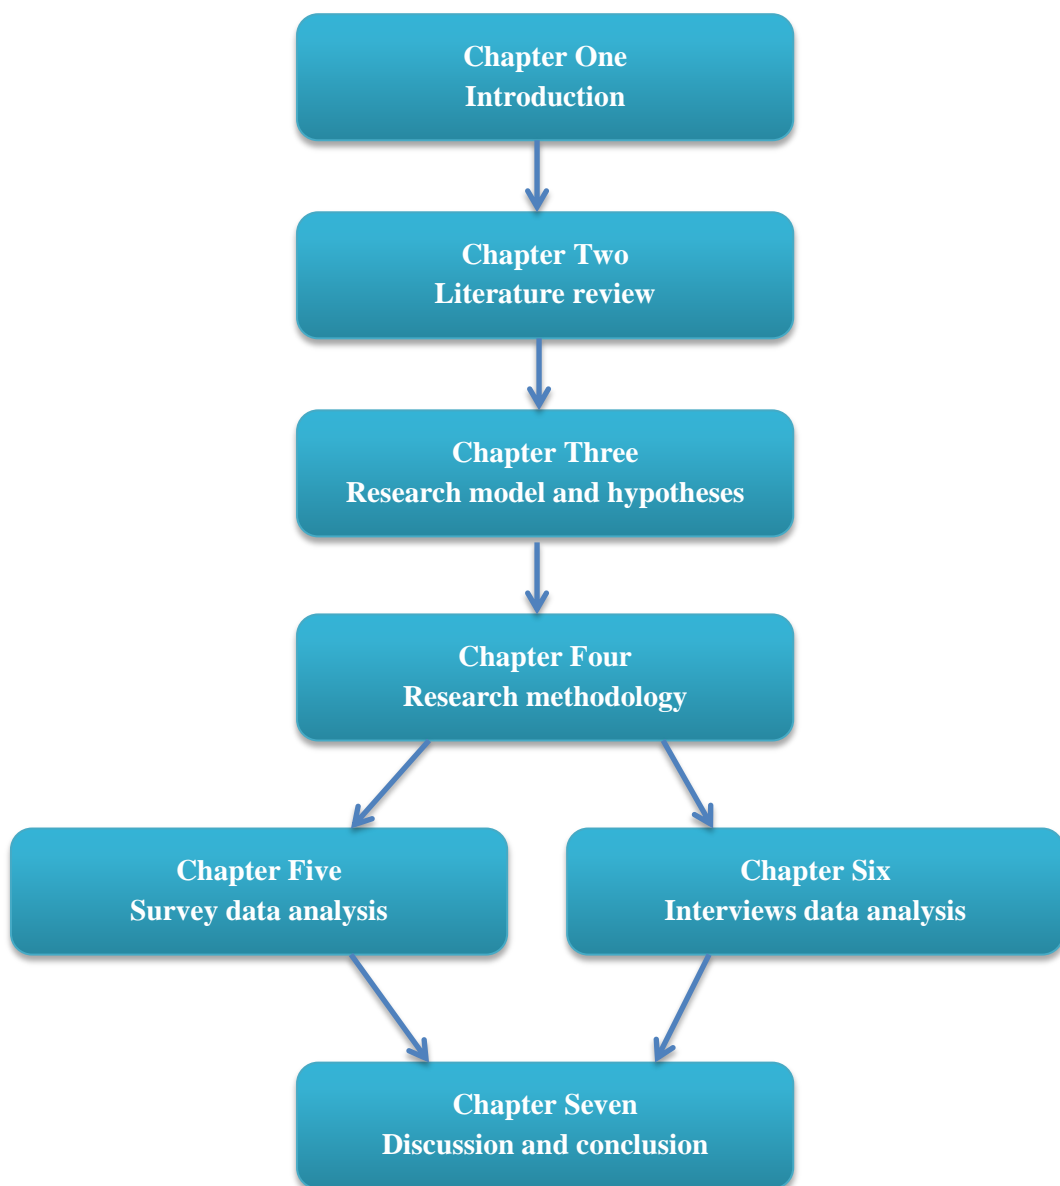 Chapter One
Introduction
Chapter Two
Literature review
Chapter Three
Research model and hypotheses
Chapter Four
Research methodology
Chapter Five
Survey data analysis
Chapter Six
Interviews data analysis
Chapter Seven
Discussion and conclusion